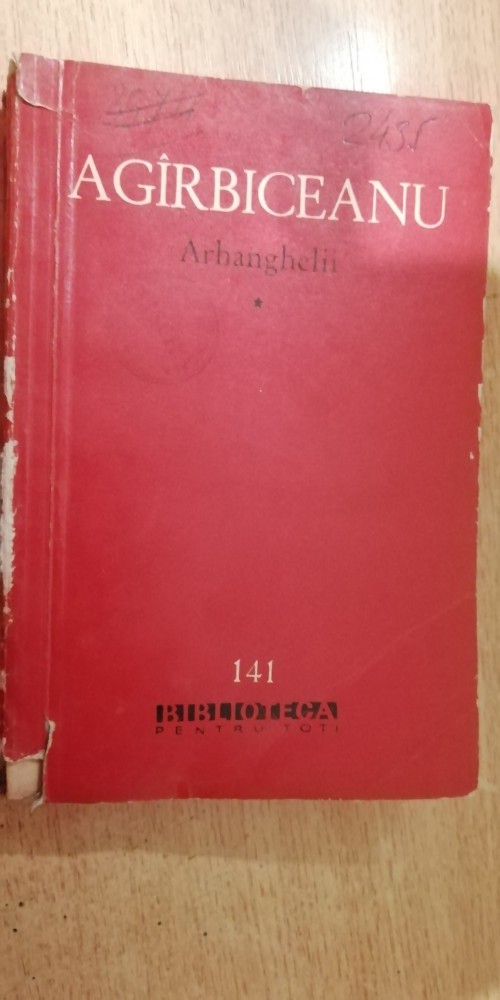 2435
AGÎRBICEANU
Arhanghelii
*
141
BIBLIOTECA
PENTRU TOȚI